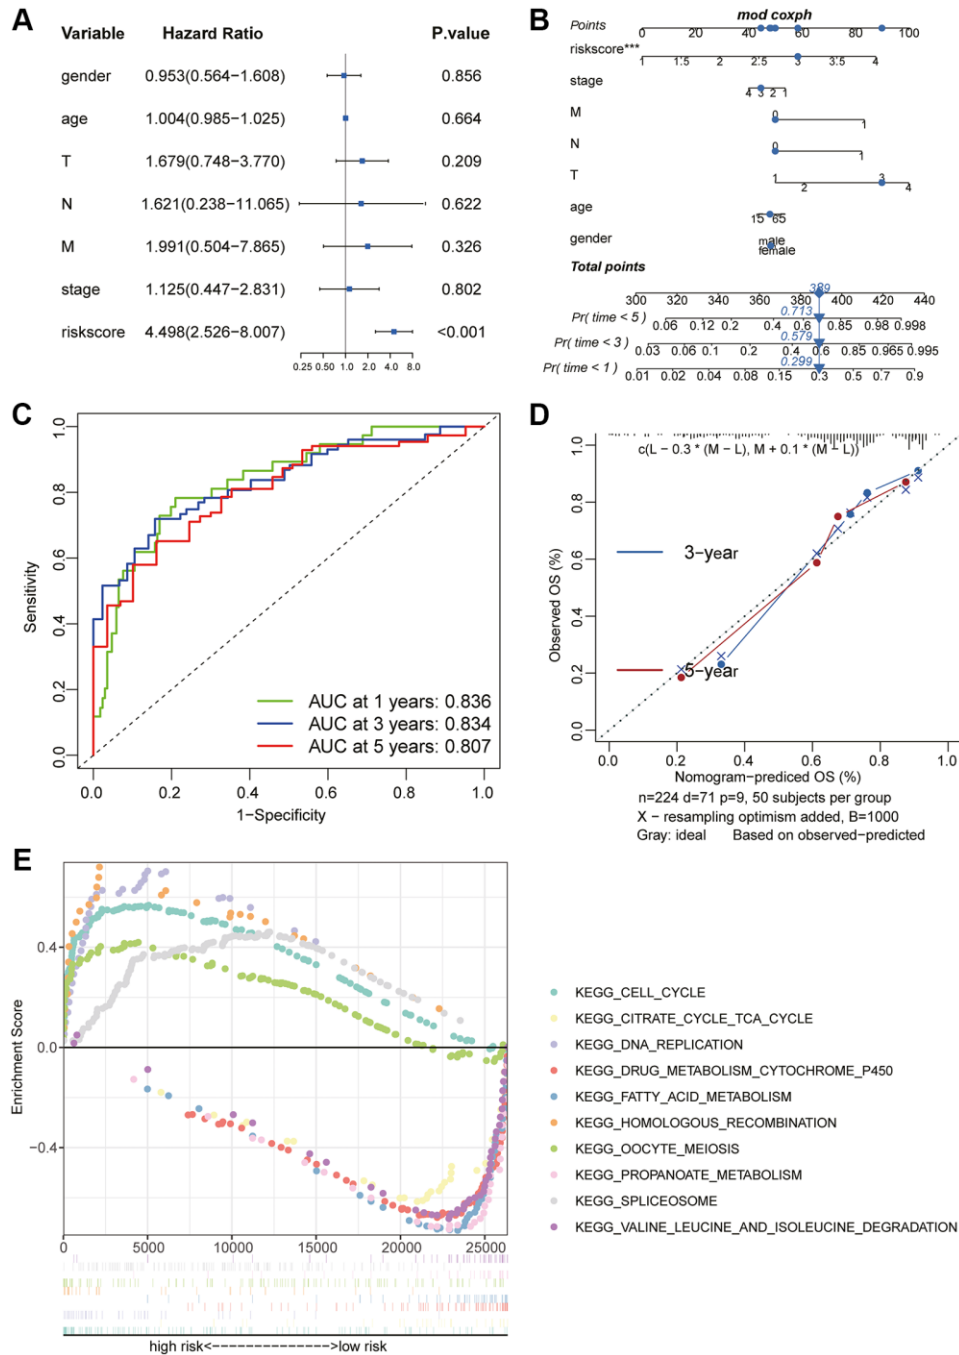 A
Variable Hazard Ratio P.value
gender 0.953(0.564−1.608) 0.856
age 1.004(0.985−1.025) 0.664
T 1.679(0.748−3.770) 0.209
N 1.621(0.238−11.065) 0.622
M 1.991(0.504−7.865) 0.326
stage 1.125(0.447−2.831) 0.802
riskscore 4.498(2.526−8.007) <0.001
0.25 0.50 1.0 2.0 4.0 8.0
B
mod coxph
Points 0 20 40 60 80 100
riskscore*** 1 1.5 2 2.5 3 3.5 4
stage
4 3 2 1
M
0 1
N
0 1
T
1 2 3 4
age
15 65
gender
male
female
Total points
389
300 320 340 360 380 400 420 440
0.713
Pr( time < 5) 0.06 0.12 0.2 0.4 0.6 0.85 0.98 0.998
0.579
Pr( time < 3) 0.03 0.06 0.1 0.2 0.4 0.6 0.85 0.965 0.995
0.299
Pr( time < 1) 0.01 0.02 0.04 0.08 0.15 0.3 0.5 0.7 0.9
C
Sensitivity
1.0
0.8
0.6
0.4
0.2
0.0
AUC at 1 years: 0.836
AUC at 3 years: 0.834
AUC at 5 years: 0.807
0.0 0.2 0.4 0.6 0.8 1.0
1−Specificity
D
c(L − 0.3 * (M − L), M + 0.1 * (M − L))
Observed OS (%)
1.0
0.8
0.6
0.4
0.2
0.0
3−year
5−year
0.0 0.2 0.4 0.6 0.8 1.0
Nomogram−prediced OS (%)
n=224 d=71 p=9, 50 subjects per group
X − resampling optimism added, B=1000
Gray: ideal Based on observed−predicted
E
Enrichment Score
0.4
0.0
−0.4
0 5000 10000 15000 20000 25000
high risk<−−−−−−−−−−−−−−−>low risk
KEGG_CELL_CYCLE
KEGG_CITRATE_CYCLE_TCA_CYCLE
KEGG_DNA_REPLICATION
KEGG_DRUG_METABOLISM_CYTOCHROME_P450
KEGG_FATTY_ACID_METABOLISM
KEGG_HOMOLOGOUS_RECOMBINATION
KEGG_OOCYTE_MEIOSIS
KEGG_PROPANOATE_METABOLISM
KEGG_SPLICEOSOME
KEGG_VALINE_LEUCINE_AND_ISOLEUCINE_DEGRADATION